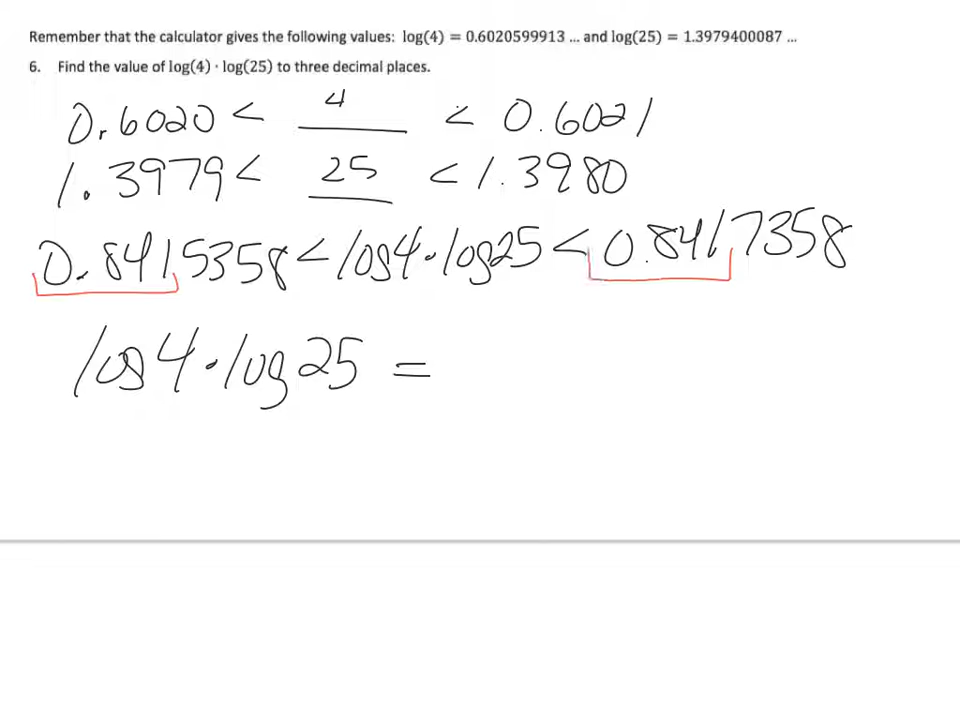 Remember that the calculator gives the following values: log(4) = 0.6020599913 ... and log(25) = 1.3979400087 ...
6. Find the value of log(4) · log(25) to three decimal places.
0.6020 < 4 < 0.6021
1.3979 < 25 < 1.3980
0.8415358 < log4·log25 < 0.8417358
log4·log25 =